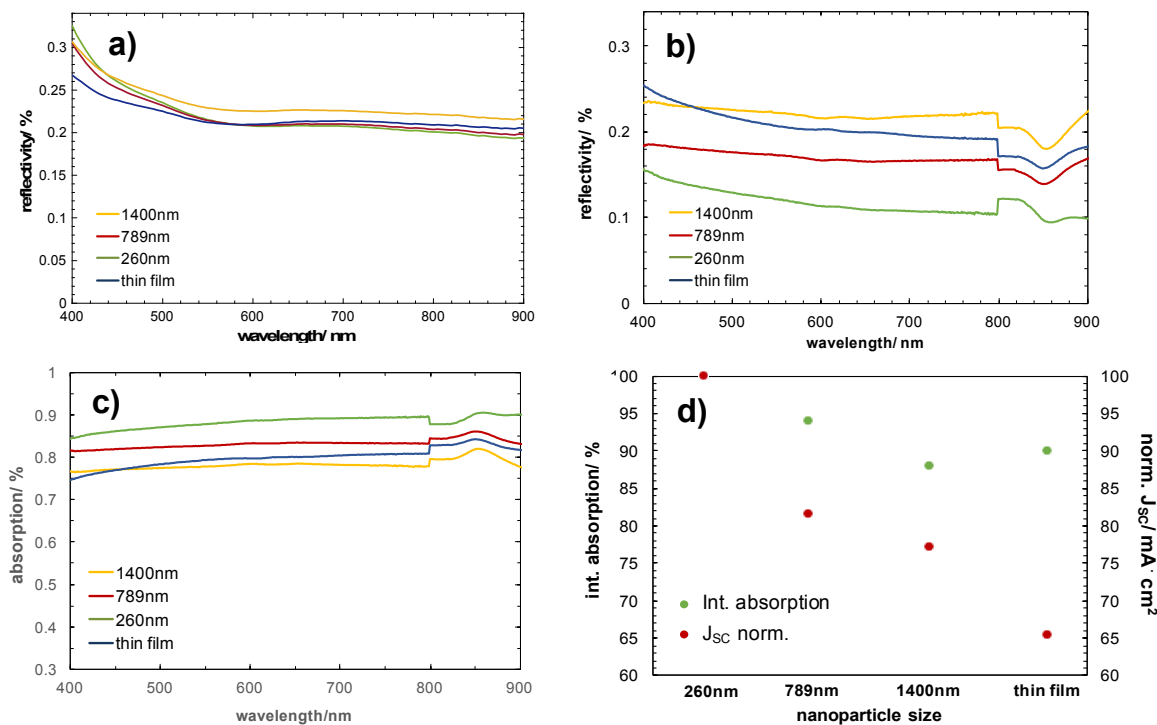 a)
0.3
0.25
0.2
0.15
0.1
0.05
0
reflectivity/ %
1400nm
789nm
260nm
thin film
400 500 600 700 800 900
wavelength/ nm
b)
0.3
0.2
0.1
0
reflectivity/ %
1400nm
789nm
260nm
thin film
400 500 600 700 800 900
wavelength/ nm
c)
1
0.9
0.8
0.7
0.6
0.5
0.4
0.3
absorption/ %
1400nm
789nm
260nm
thin film
400 500 600 700 800 900
wavelength/nm
d)
100
95
90
85
80
75
70
65
60
int. absorption/ %
Int. absorption
JSC norm.
100
95
90
85
80
75
70
65
60
norm. JSC/ mA· cm²
260nm 789nm 1400nm thin film
nanoparticle size